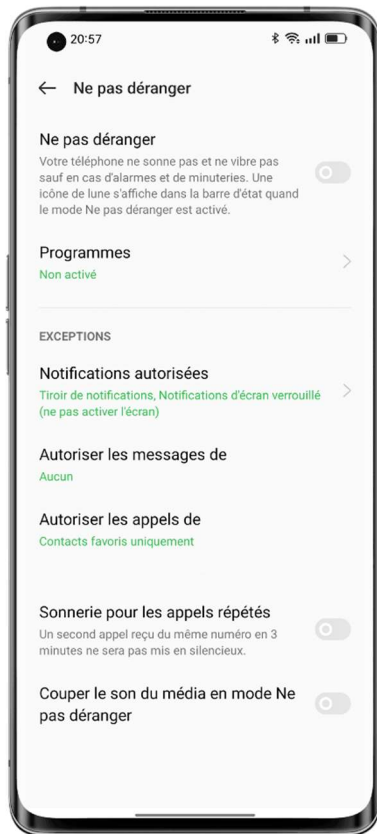 20:57
Ne pas déranger
Ne pas déranger
Votre téléphone ne sonne pas et ne vibre pas
sauf en cas d'alarmes et de minuteries. Une
icône de lune s'affiche dans la barre d'état quand
le mode Ne pas déranger est activé.
Programmes
Non activé
EXCEPTIONS
Notifications autorisées
Tiroir de notifications, Notifications d'écran verrouillé
(ne pas activer l'écran)
Autoriser les messages de
Aucun
Autoriser les appels de
Contacts favoris uniquement
Sonnerie pour les appels répétés
Un second appel reçu du même numéro en 3
minutes ne sera pas mis en silencieux.
Couper le son du média en mode Ne
pas déranger